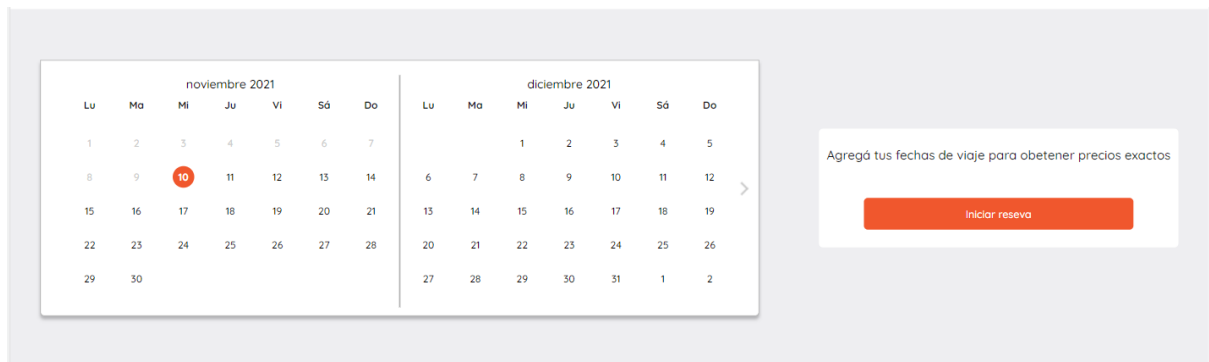 noviembre 2021
Lu Ma Mi Ju Vi Sá Do
1 2 3 4 5 6 7
8 9 10 11 12 13 14
15 16 17 18 19 20 21
22 23 24 25 26 27 28
29 30
diciembre 2021
Lu Ma Mi Ju Vi Sá Do
1 2 3 4 5
6 7 8 9 10 11 12
13 14 15 16 17 18 19
20 21 22 23 24 25 26
27 28 29 30 31 1 2
Agregá tus fechas de viaje para obetener precios exactos
Iniciar reseva